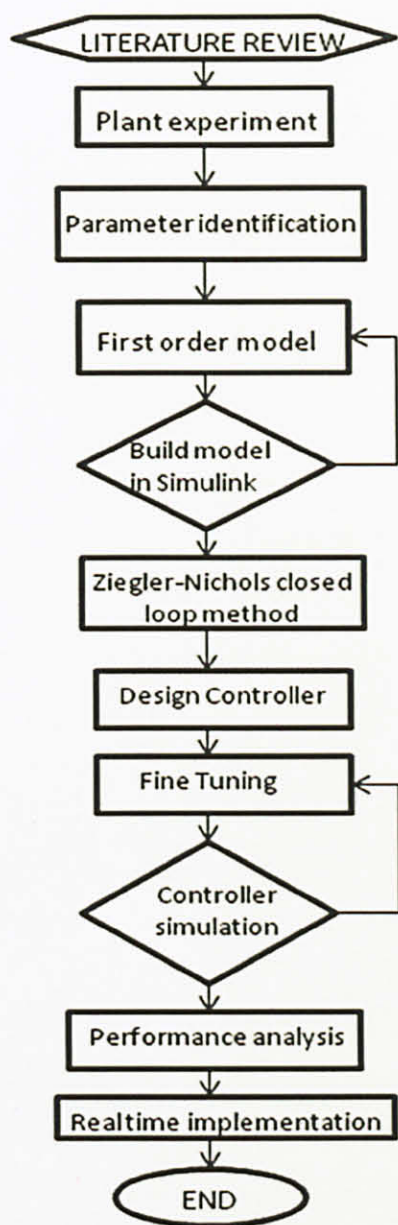 LITERATURE REVIEW
Plant experiment
Parameter identification
First order model
Build model
in Simulink
Ziegler-Nichols closed
loop method
Design Controller
Fine Tuning
Controller
simulation
Performance analysis
Realtime implementation
END